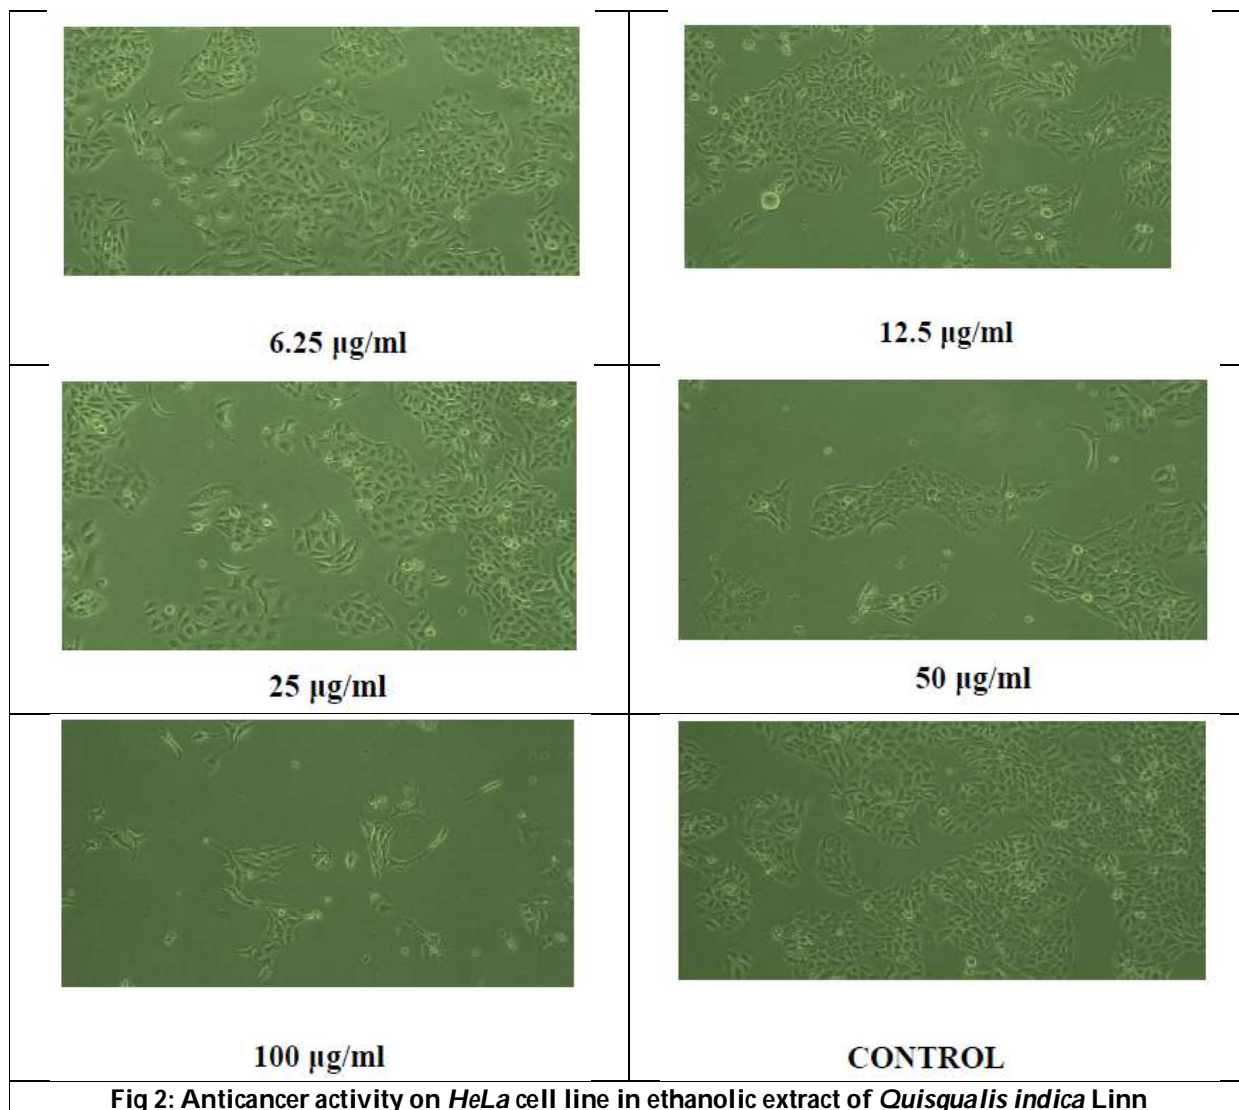 6.25 µg/ml
12.5 µg/ml
25 µg/ml
50 µg/ml
100 µg/ml
CONTROL
Fig 2: Anticancer activity on HeLa cell line in ethanolic extract of Quisqualis indica Linn